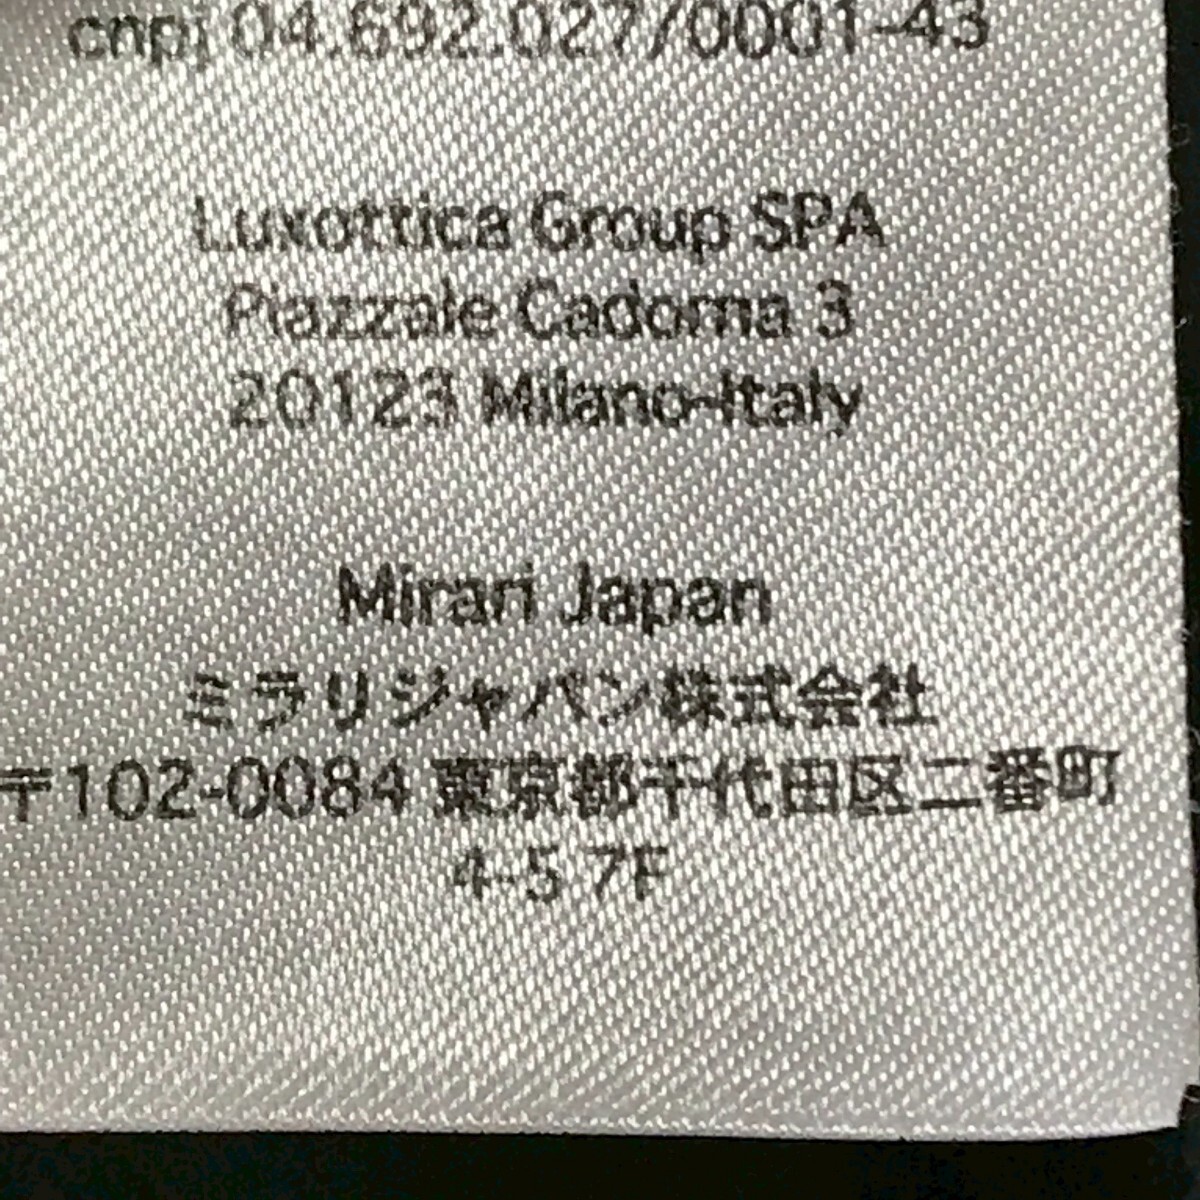 cnpj 04.692.027/0001-43
Luxottica Group SPA
Piazzale Cadorna 3
20123 Milano-Italy
Mirari Japan
ミラリジャパン株式会社
〒102-0084 東京都千代田区二番町
4-5 7F